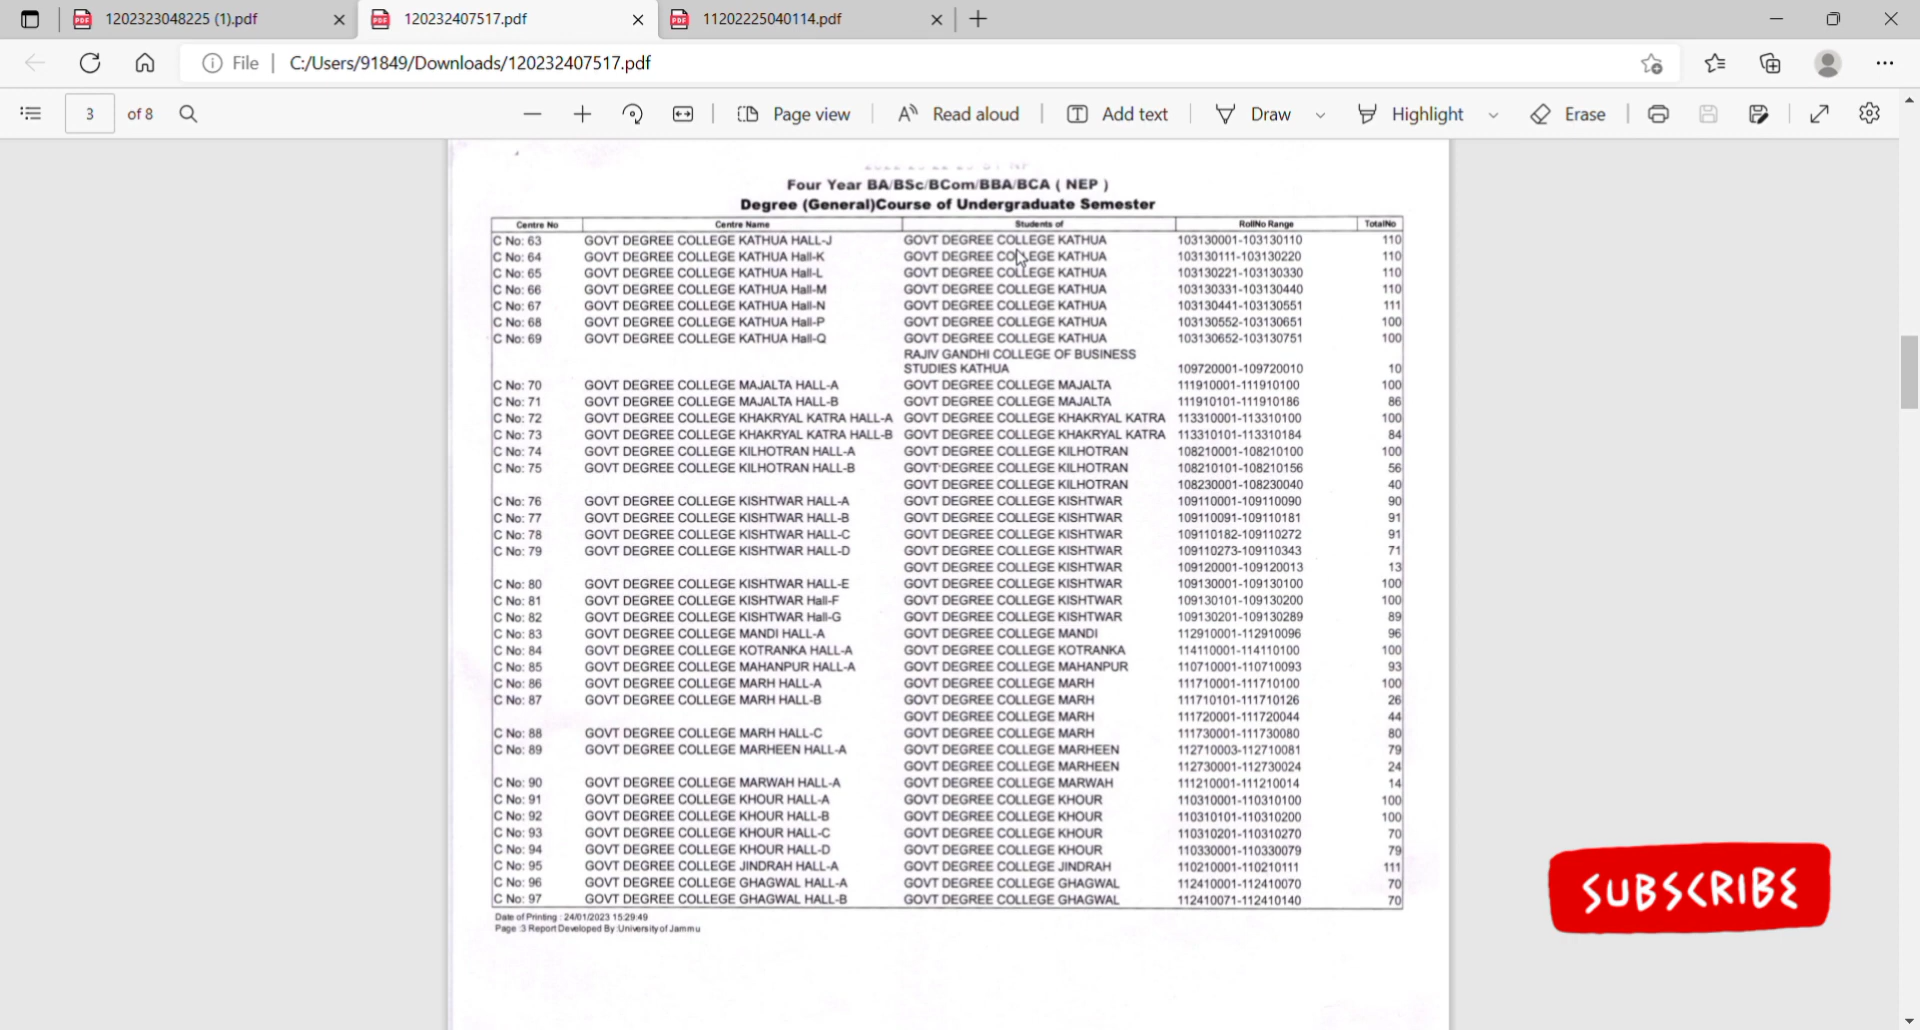 1202323048225 (1).pdf
120232407517.pdf
11202225040114.pdf
File
C:/Users/91849/Downloads/120232407517.pdf
3 of 8
Page view
Read aloud
Add text
Draw
Highlight
Erase
Four Year BA/BSc/BCom/BBA/BCA ( NEP )
Degree (General)Course of Undergraduate Semester
Centre No Centre Name Students of RollNo Range TotalNo
C No: 63 GOVT DEGREE COLLEGE KATHUA HALL-J GOVT DEGREE COLLEGE KATHUA 103130001-103130110 110
C No: 64 GOVT DEGREE COLLEGE KATHUA Hall-K GOVT DEGREE COLLEGE KATHUA 103130111-103130220 110
C No: 65 GOVT DEGREE COLLEGE KATHUA Hall-L GOVT DEGREE COLLEGE KATHUA 103130221-103130330 110
C No: 66 GOVT DEGREE COLLEGE KATHUA Hall-M GOVT DEGREE COLLEGE KATHUA 103130331-103130440 110
C No: 67 GOVT DEGREE COLLEGE KATHUA Hall-N GOVT DEGREE COLLEGE KATHUA 103130441-103130551 111
C No: 68 GOVT DEGREE COLLEGE KATHUA Hall-P GOVT DEGREE COLLEGE KATHUA 103130552-103130651 100
C No: 69 GOVT DEGREE COLLEGE KATHUA Hall-Q GOVT DEGREE COLLEGE KATHUA 103130652-103130751 100
RAJIV GANDHI COLLEGE OF BUSINESS
STUDIES KATHUA 109720001-109720010 10
C No: 70 GOVT DEGREE COLLEGE MAJALTA HALL-A GOVT DEGREE COLLEGE MAJALTA 111910001-111910100 100
C No: 71 GOVT DEGREE COLLEGE MAJALTA HALL-B GOVT DEGREE COLLEGE MAJALTA 111910101-111910186 86
C No: 72 GOVT DEGREE COLLEGE KHAKRYAL KATRA HALL-A GOVT DEGREE COLLEGE KHAKRYAL KATRA 113310001-113310100 100
C No: 73 GOVT DEGREE COLLEGE KHAKRYAL KATRA HALL-B GOVT DEGREE COLLEGE KHAKRYAL KATRA 113310101-113310184 84
C No: 74 GOVT DEGREE COLLEGE KILHOTRAN HALL-A GOVT DEGREE COLLEGE KILHOTRAN 108210001-108210100 100
C No: 75 GOVT DEGREE COLLEGE KILHOTRAN HALL-B GOVT DEGREE COLLEGE KILHOTRAN 108210101-108210156 56
GOVT DEGREE COLLEGE KILHOTRAN 108230001-108230040 40
C No: 76 GOVT DEGREE COLLEGE KISHTWAR HALL-A GOVT DEGREE COLLEGE KISHTWAR 109110001-109110090 90
C No: 77 GOVT DEGREE COLLEGE KISHTWAR HALL-B GOVT DEGREE COLLEGE KISHTWAR 109110091-109110181 91
C No: 78 GOVT DEGREE COLLEGE KISHTWAR HALL-C GOVT DEGREE COLLEGE KISHTWAR 109110182-109110272 91
C No: 79 GOVT DEGREE COLLEGE KISHTWAR HALL-D GOVT DEGREE COLLEGE KISHTWAR 109110273-109110343 71
GOVT DEGREE COLLEGE KISHTWAR 109120001-109120013 13
C No: 80 GOVT DEGREE COLLEGE KISHTWAR HALL-E GOVT DEGREE COLLEGE KISHTWAR 109130001-109130100 100
C No: 81 GOVT DEGREE COLLEGE KISHTWAR Hall-F GOVT DEGREE COLLEGE KISHTWAR 109130101-109130200 100
C No: 82 GOVT DEGREE COLLEGE KISHTWAR Hall-G GOVT DEGREE COLLEGE KISHTWAR 109130201-109130289 89
C No: 83 GOVT DEGREE COLLEGE MANDI HALL-A GOVT DEGREE COLLEGE MANDI 112910001-112910096 96
C No: 84 GOVT DEGREE COLLEGE KOTRANKA HALL-A GOVT DEGREE COLLEGE KOTRANKA 114110001-114110100 100
C No: 85 GOVT DEGREE COLLEGE MAHANPUR HALL-A GOVT DEGREE COLLEGE MAHANPUR 110710001-110710093 93
C No: 86 GOVT DEGREE COLLEGE MARH HALL-A GOVT DEGREE COLLEGE MARH 111710001-111710100 100
C No: 87 GOVT DEGREE COLLEGE MARH HALL-B GOVT DEGREE COLLEGE MARH 111710101-111710126 26
GOVT DEGREE COLLEGE MARH 111720001-111720044 44
C No: 88 GOVT DEGREE COLLEGE MARH HALL-C GOVT DEGREE COLLEGE MARH 111730001-111730080 80
C No: 89 GOVT DEGREE COLLEGE MARHEEN HALL-A GOVT DEGREE COLLEGE MARHEEN 112710003-112710081 79
GOVT DEGREE COLLEGE MARHEEN 112730001-112730024 24
C No: 90 GOVT DEGREE COLLEGE MARWAH HALL-A GOVT DEGREE COLLEGE MARWAH 111210001-111210014 14
C No: 91 GOVT DEGREE COLLEGE KHOUR HALL-A GOVT DEGREE COLLEGE KHOUR 110310001-110310100 100
C No: 92 GOVT DEGREE COLLEGE KHOUR HALL-B GOVT DEGREE COLLEGE KHOUR 110310101-110310200 100
C No: 93 GOVT DEGREE COLLEGE KHOUR HALL-C GOVT DEGREE COLLEGE KHOUR 110310201-110310270 70
C No: 94 GOVT DEGREE COLLEGE KHOUR HALL-D GOVT DEGREE COLLEGE KHOUR 110330001-110330079 79
C No: 95 GOVT DEGREE COLLEGE JINDRAH HALL-A GOVT DEGREE COLLEGE JINDRAH 110210001-110210111 111
C No: 96 GOVT DEGREE COLLEGE GHAGWAL HALL-A GOVT DEGREE COLLEGE GHAGWAL 112410001-112410070 70
C No: 97 GOVT DEGREE COLLEGE GHAGWAL HALL-B GOVT DEGREE COLLEGE GHAGWAL 112410071-112410140 70
Date of Printing : 24/01/2023 15:29:49
Page :3 Report Developed By :University of Jammu
SUBSCRIBE